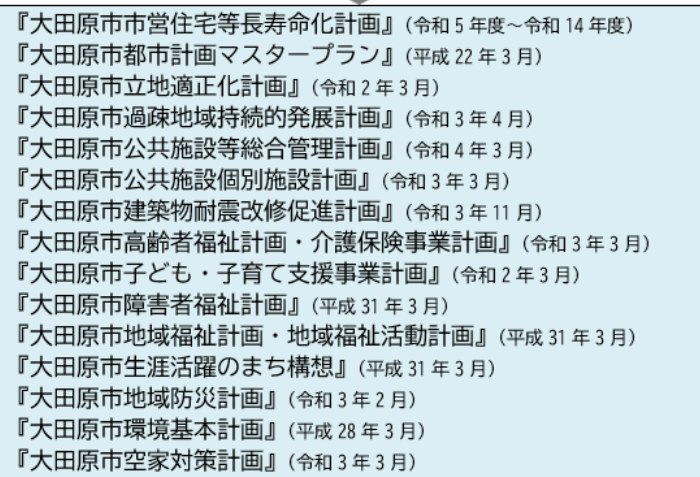 『大田原市市営住宅等長寿命化計画』（令和 5 年度～令和 14 年度）
『大田原市都市計画マスタープラン』（平成 22 年 3 月）
『大田原市立地適正化計画』（令和 2 年 3 月）
『大田原市過疎地域持続的発展計画』（令和 3 年 4 月）
『大田原市公共施設等総合管理計画』（令和 4 年 3 月）
『大田原市公共施設個別施設計画』（令和 3 年 3 月）
『大田原市建築物耐震改修促進計画』（令和 3 年 11 月）
『大田原市高齢者福祉計画・介護保険事業計画』（令和 3 年 3 月）
『大田原市子ども・子育て支援事業計画』（令和 2 年 3 月）
『大田原市障害者福祉計画』（平成 31 年 3 月）
『大田原市地域福祉計画・地域福祉活動計画』（平成 31 年 3 月）
『大田原市生涯活躍のまち構想』（平成 31 年 3 月）
『大田原市地域防災計画』（令和 3 年 2 月）
『大田原市環境基本計画』（平成 28 年 3 月）
『大田原市空家対策計画』（令和 3 年 3 月）